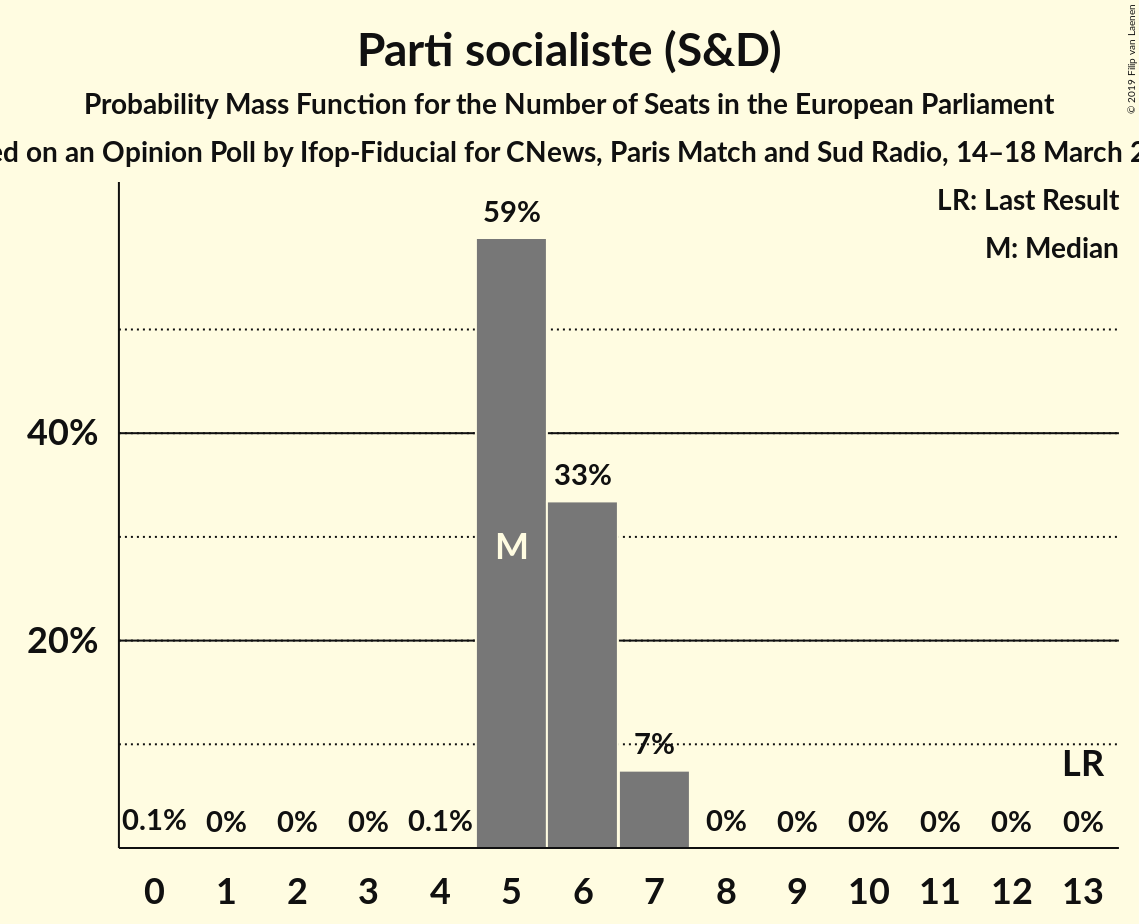 Parti socialiste (S&D)
Probability Mass Function for the Number of Seats in the European Parliament
on an Opinion Poll by Ifop-Fiducial for CNews, Paris Match and Sud Radio, 14–18 March
© 2019 Filip van Laenen
LR: Last Result
M: Median
59%
40%
33%
M
20%
7%
LR
0.1% 0% 0% 0% 0.1% 0% 0% 0% 0% 0% 0%
0 1 2 3 4 5 6 7 8 9 10 11 12 13